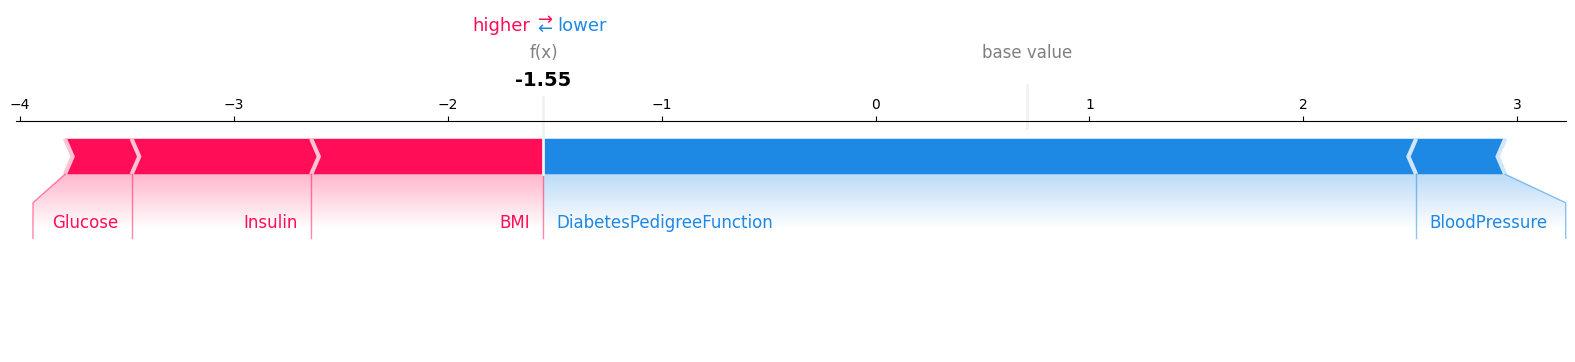 higher ⇄ lower
f(x) base value
-1.55
−4 −3 −2 −1 0 1 2 3
Glucose Insulin BMI DiabetesPedigreeFunction BloodPressure